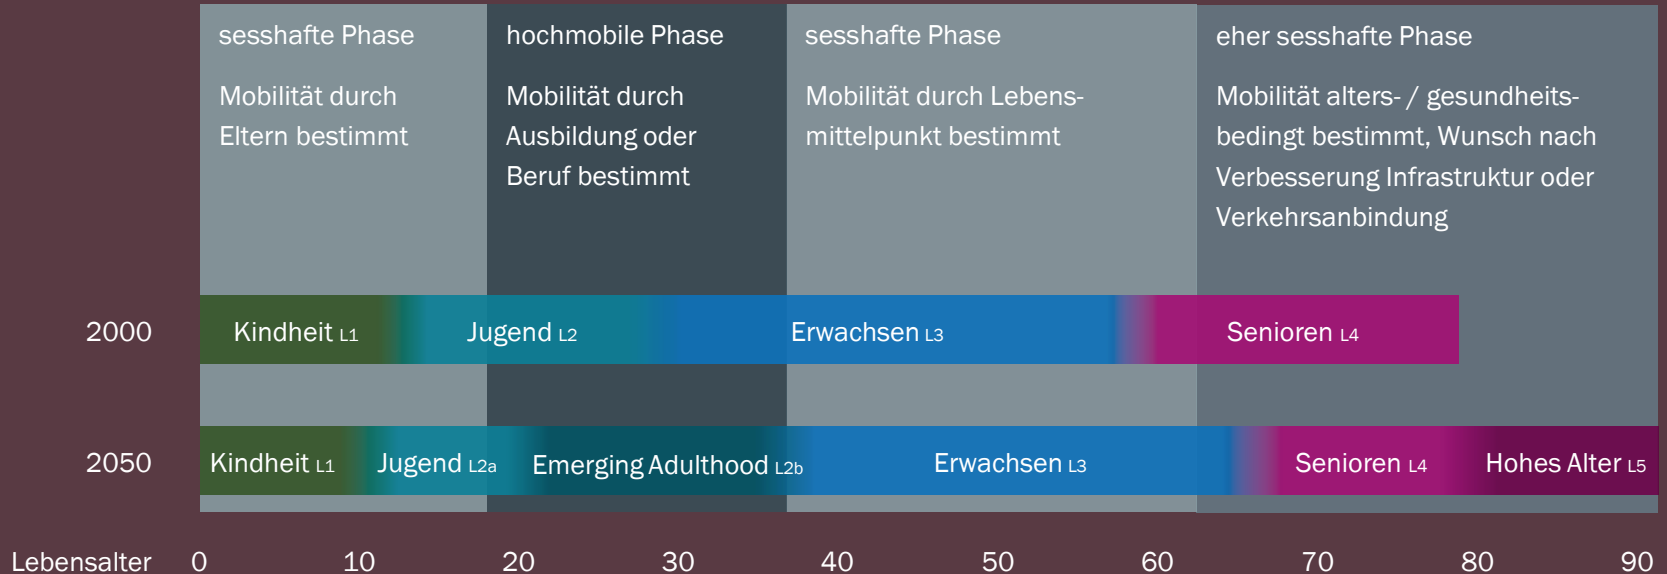 sesshafte Phase
Mobilität durch
Eltern bestimmt
hochmobile Phase
Mobilität durch
Ausbildung oder
Beruf bestimmt
sesshafte Phase
Mobilität durch Lebens-
mittelpunkt bestimmt
eher sesshafte Phase
Mobilität alters- / gesundheits-
bedingt bestimmt, Wunsch nach
Verbesserung Infrastruktur oder
Verkehrsanbindung
2000 Kindheit L1 Jugend L2 Erwachsen L3 Senioren L4
2050 Kindheit L1 Jugend L2a Emerging Adulthood L2b Erwachsen L3 Senioren L4 Hohes Alter L5
Lebensalter 0 10 20 30 40 50 60 70 80 90